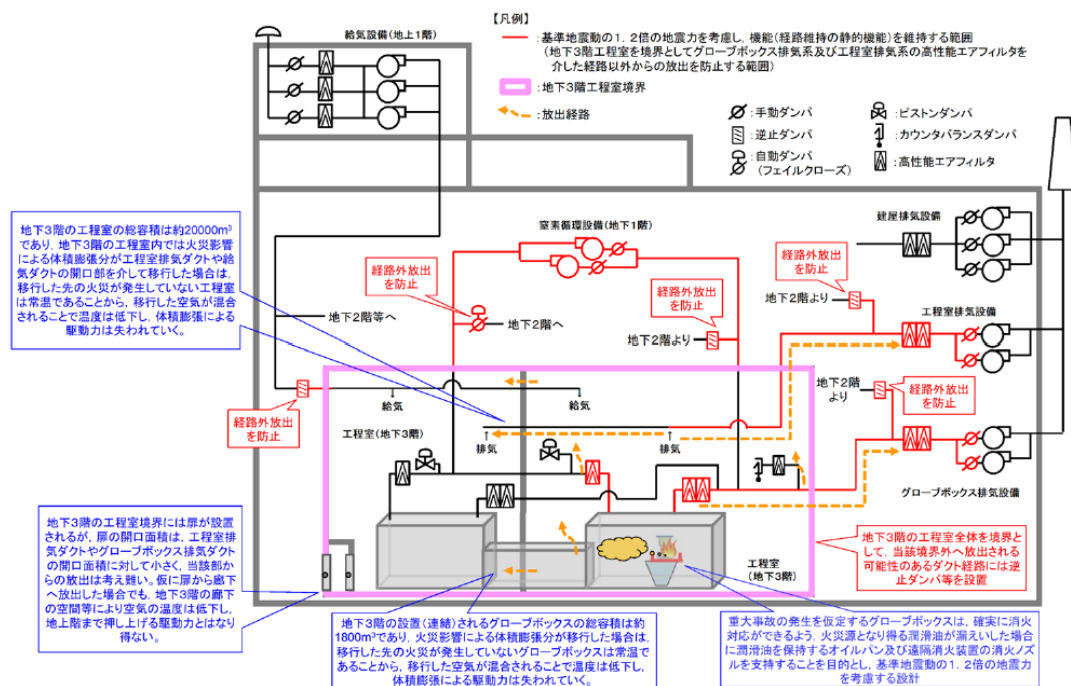 【凡例】
給気設備(地上1階)
：基準地震動の1．2倍の地震力を考慮し，機能(経路維持の静的機能)を維持する範囲
(地下3階工程室を境界としてグローブボックス排気系及び工程室排気系の高性能エアフィルタを
介した経路以外からの放出を防止する範囲)
：地下3階工程室境界
：放出経路
：手動ダンパ
：逆止ダンパ
：自動ダンパ
(フェイルクローズ)
：ピストンダンパ
：カウンタバランスダンパ
：高性能エアフィルタ
地下3階の工程室の総容積は約20000m³
であり，地下3階の工程室内では火災影響
による体積膨張分が工程室排気ダクトや給
気ダクトの開口部を介して移行した場合は，
移行した先の火災が発生していない工程室
は常温であることから，移行した空気が混合
されることで温度は低下し，体積膨張による
駆動力は失われていく。
窒素循環設備(地下1階)
建屋排気設備
経路外放出
を防止
地下2階へ
地下2階等へ
経路外放出
を防止
地下2階より
経路外放出
を防止
地下2階より
工程室排気設備
地下2階
より
経路外放出
を防止
経路外放出
を防止
給気
給気
工程室(地下3階)
排気
排気
グローブボックス排気設備
地下3階の工程室境界には扉が設置
されるが，扉の開口面積は，工程室排
気ダクトやグローブボックス排気ダクト
の開口面積に対して小さく，当該部か
らの放出は考え難い。仮に扉から廊下
へ放出した場合でも，地下3階の廊下
の空間等により空気の温度は低下し，
地上階まで押し上げる駆動力とはなり
得ない。
工程室
(地下3階)
地下3階の工程室全体を境界と
して，当該境界外へ放出される
可能性のあるダクト経路には逆
止ダンパ等を設置
地下3階の設置(連結)されるグローブボックスの総容積は約
1800m³であり，火災影響による体積膨張分が移行した場合は，
移行した先の火災が発生していないグローブボックスは常温で
あることから，移行した空気が混合されることで温度は低下し，
体積膨張による駆動力は失われていく。
重大事故の発生を仮定するグローブボックスは，確実に消火
対応ができるよう，火災源となり得る潤滑油が漏えいした場合
に潤滑油を保持するオイルパン及び遠隔消火装置の消火ノズ
ルを支持することを目的とし，基準地震動の1．2倍の地震力
を考慮する設計